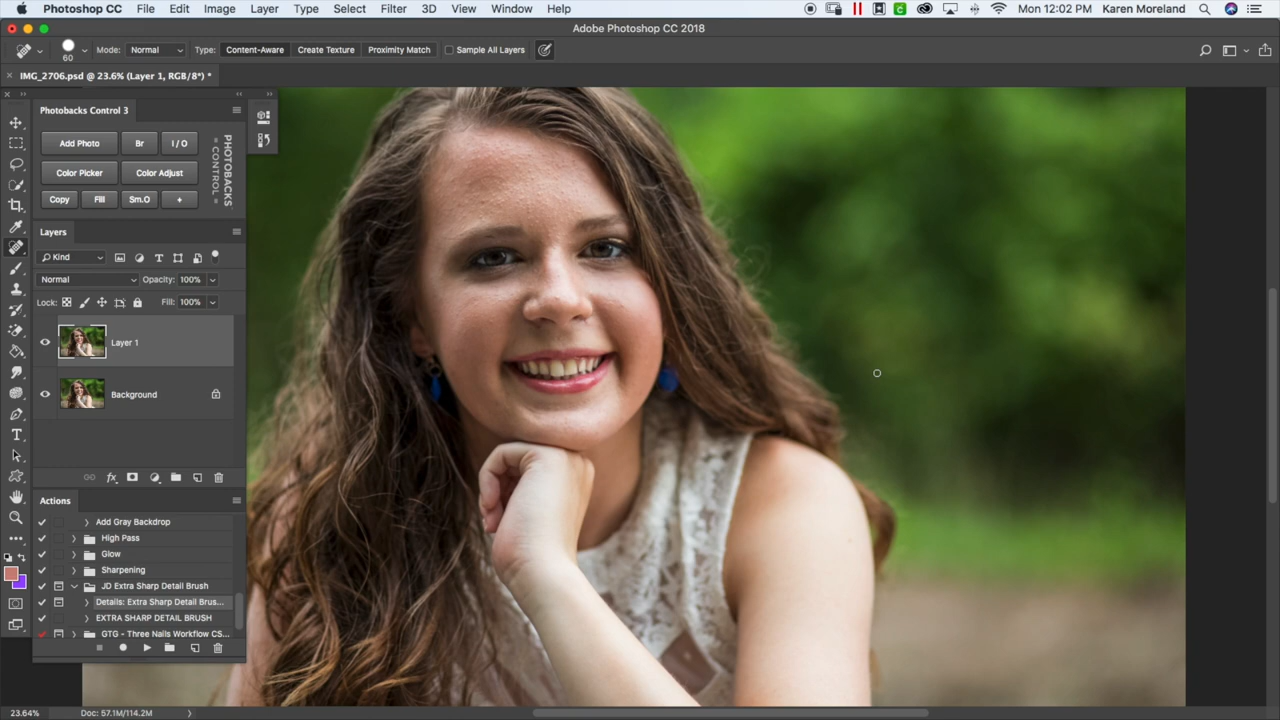 Photoshop CC File Edit Image Layer Type Select Filter 3D View Window Help Mon 12:02 PM Karen Moreland
Adobe Photoshop CC 2018
60 Mode: Normal Type: Content-Aware Create Texture Proximity Match Sample All Layers
IMG_2706.psd @ 23.6% (Layer 1, RGB/8*) *
Photobacks Control 3
Add Photo Br I / O
Color Picker Color Adjust
Copy Fill Sm.O +
PHOTOBACKS
= CONTROL =
Layers
Kind
Normal Opacity: 100%
Lock: Fill: 100%
Layer 1
Background
fx
Actions
Add Gray Backdrop
High Pass
Glow
Sharpening
JD Extra Sharp Detail Brush
Details: Extra Sharp Detail Brus...
EXTRA SHARP DETAIL BRUSH
GTG - Three Nails Workflow CS...
23.64% Doc: 57.1M/114.2M